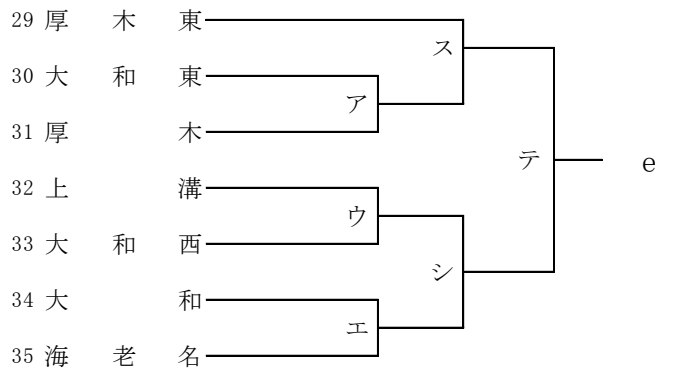 29 厚木東
ス
30 大和東
ア
31 厚木
テ e
32 上溝
ウ
33 大和西
シ
34 大和
エ
35 海老名